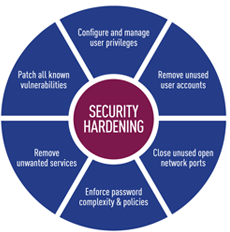 Configure and manage
user privileges
Remove unused
user accounts
Close unused open
network ports
Enforce password
complexity & policies
Remove
unwanted services
Patch all known
vulnerabilities
SECURITY
HARDENING